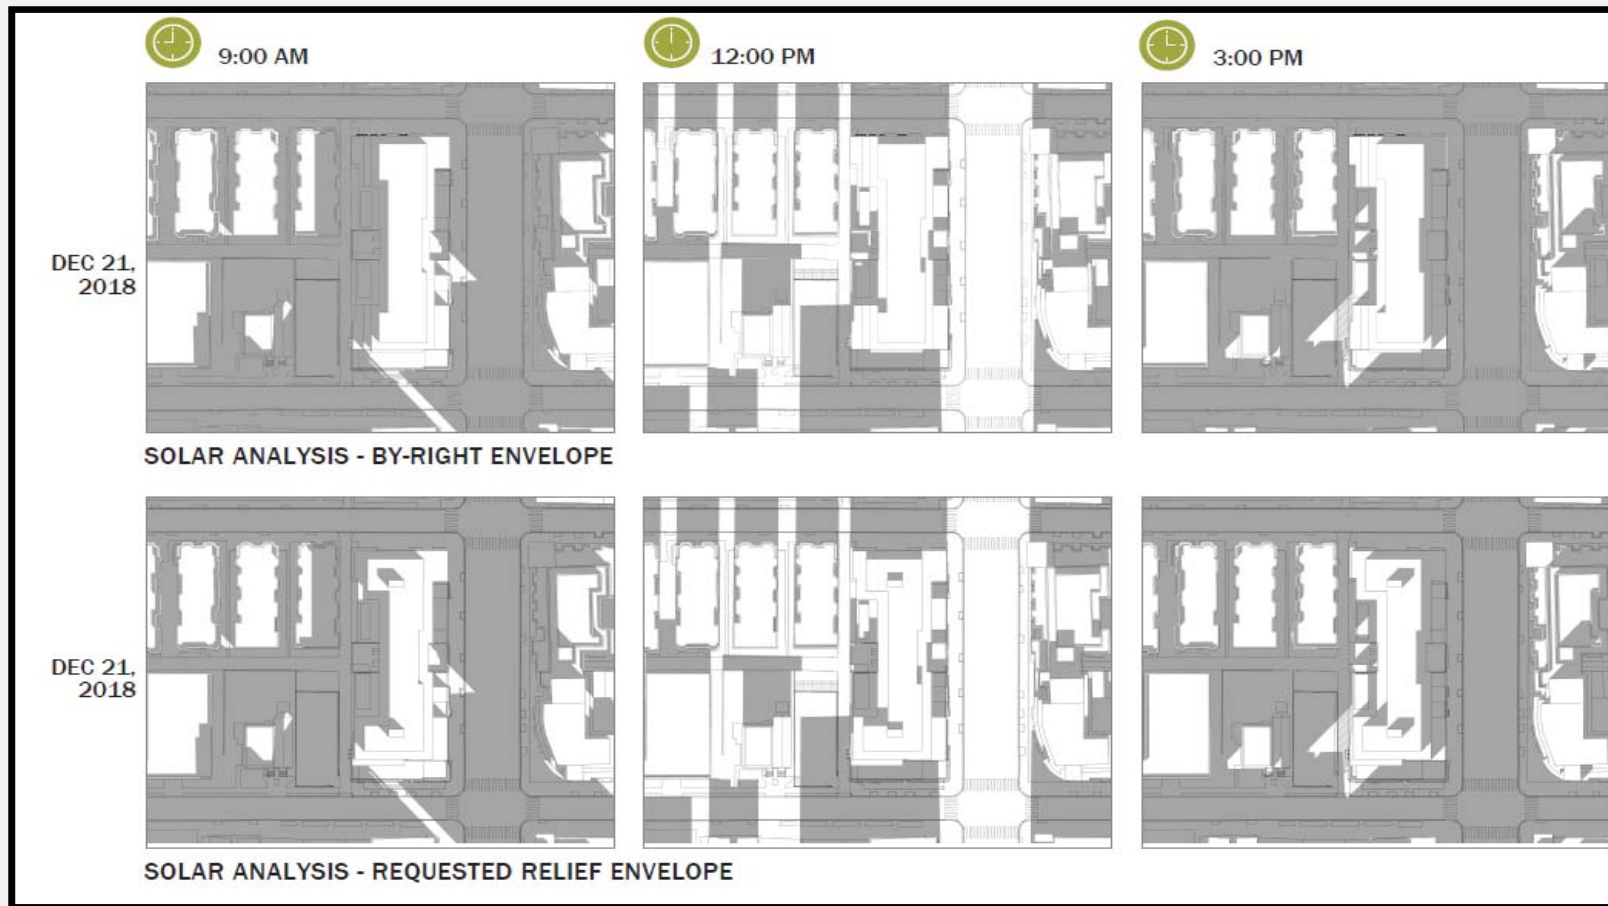 9:00 AM
12:00 PM
3:00 PM
DEC 21,
2018
SOLAR ANALYSIS - BY-RIGHT ENVELOPE
DEC 21,
2018
SOLAR ANALYSIS - REQUESTED RELIEF ENVELOPE